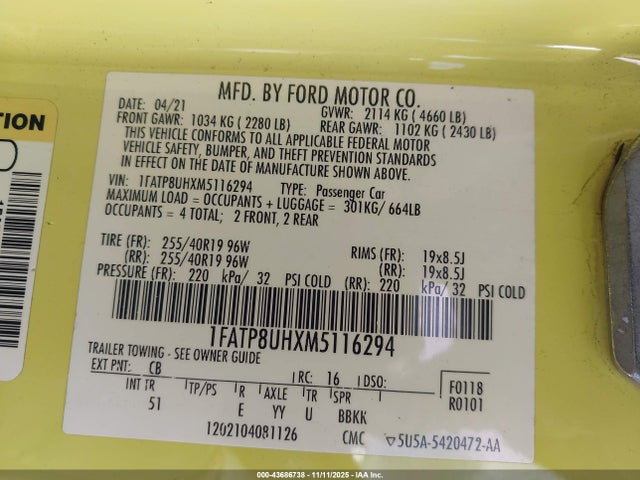 MFD. BY FORD MOTOR CO.
DATE: 04/21 GVWR: 2114 KG ( 4660 LB)
FRONT GAWR: 1034 KG ( 2280 LB) REAR GAWR: 1102 KG ( 2430 LB)
THIS VEHICLE CONFORMS TO ALL APPLICABLE FEDERAL MOTOR
VEHICLE SAFETY, BUMPER, AND THEFT PREVENTION STANDARDS
IN EFFECT ON THE DATE OF MANUFACTURE SHOWN ABOVE.
VIN: 1FATP8UHXM5116294 TYPE: Passenger Car
MAXIMUM LOAD = OCCUPANTS + LUGGAGE = 301KG/ 664LB
OCCUPANTS = 4 TOTAL; 2 FRONT, 2 REAR
TIRE (FR): 255/40R19 96W RIMS (FR): 19x8.5J
(RR): 255/40R19 96W (RR): 19x8.5J
PRESSURE (FR): 220 kPa/ 32 PSI COLD (RR): 220 kPa/ 32 PSI COLD
1FATP8UHXM5116294
TRAILER TOWING - SEE OWNER GUIDE
EXT PNT: CB RC: 16 DSO: F0118
INT TR TP/PS R AXLE TR SPR R0101
51 E YY U BBKK
1202104081126 CMC 5U5A-5420472-AA
TION
000-43686738 - 11/11/2025 - IAA Inc.